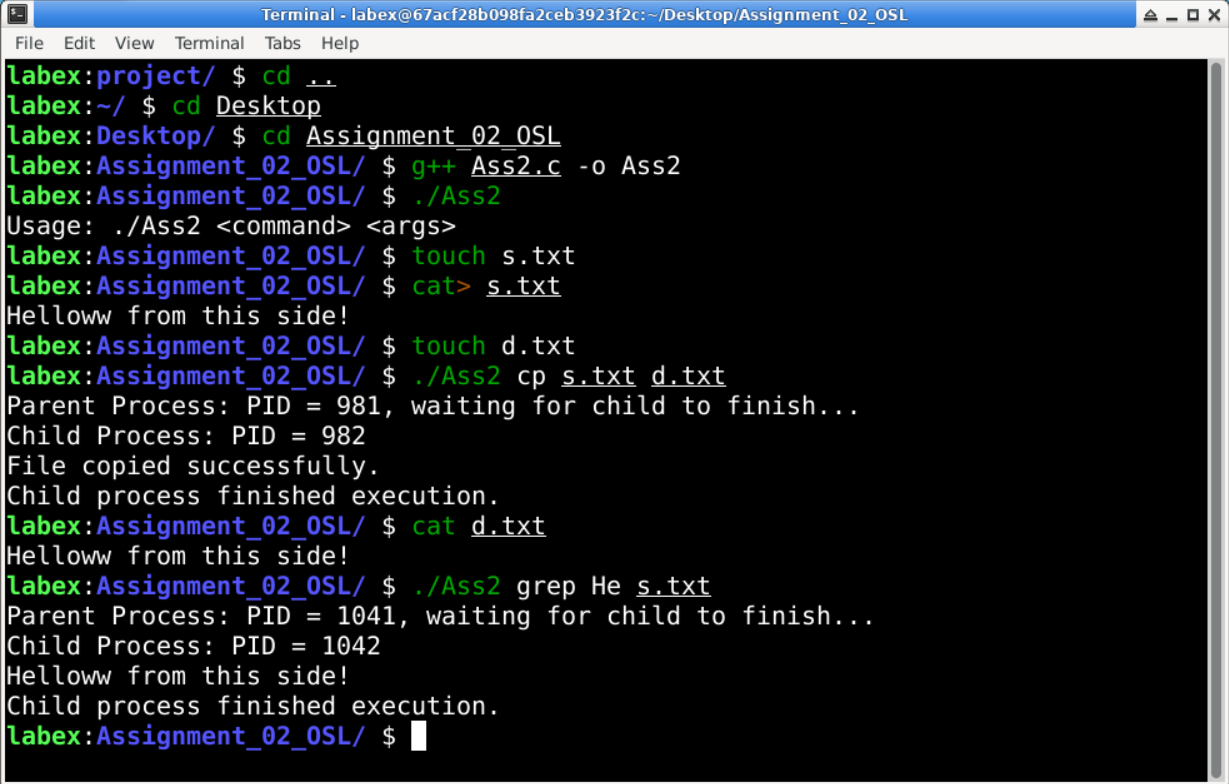 Terminal - labex@67acf28b098fa2ceb3923f2c:~/Desktop/Assignment_02_OSL
File Edit View Terminal Tabs Help
labex:project/ $ cd ..
labex:~/ $ cd Desktop
labex:Desktop/ $ cd Assignment_02_OSL
labex:Assignment_02_OSL/ $ g++ Ass2.c -o Ass2
labex:Assignment_02_OSL/ $ ./Ass2
Usage: ./Ass2 <command> <args>
labex:Assignment_02_OSL/ $ touch s.txt
labex:Assignment_02_OSL/ $ cat> s.txt
Helloww from this side!
labex:Assignment_02_OSL/ $ touch d.txt
labex:Assignment_02_OSL/ $ ./Ass2 cp s.txt d.txt
Parent Process: PID = 981, waiting for child to finish...
Child Process: PID = 982
File copied successfully.
Child process finished execution.
labex:Assignment_02_OSL/ $ cat d.txt
Helloww from this side!
labex:Assignment_02_OSL/ $ ./Ass2 grep He s.txt
Parent Process: PID = 1041, waiting for child to finish...
Child Process: PID = 1042
Helloww from this side!
Child process finished execution.
labex:Assignment_02_OSL/ $